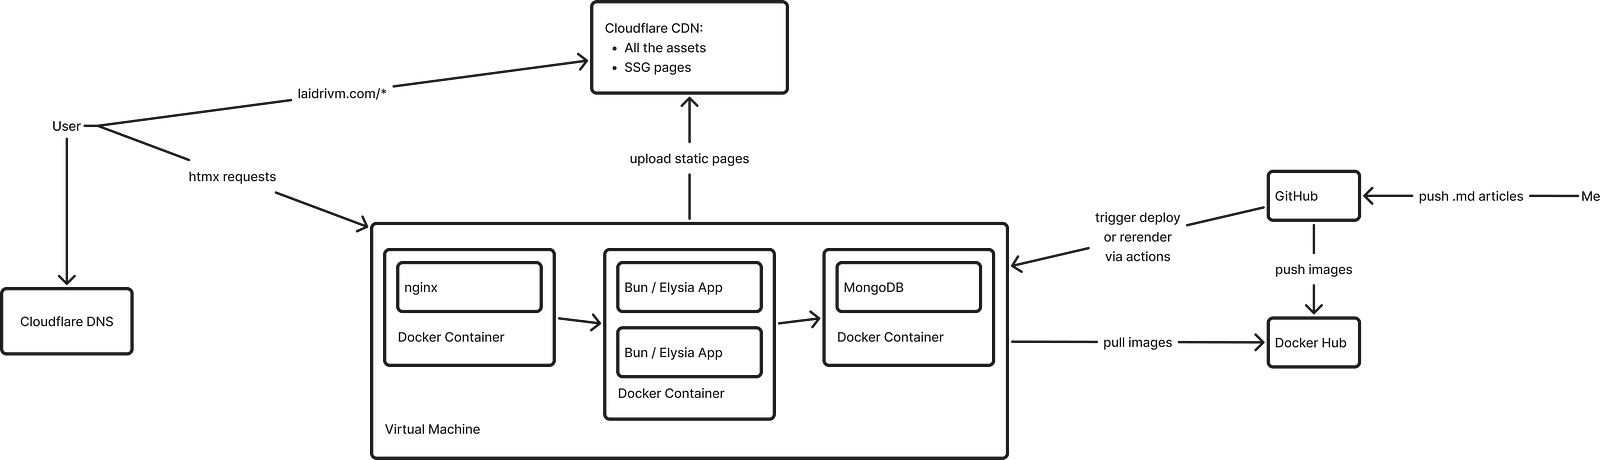 Cloudflare CDN:
• All the assets
• SSG pages
laidrivm.com/*
User
htmx requests
upload static pages
GitHub
push .md articles
Me
trigger deploy
or rerender
via actions
push images
Cloudflare DNS
nginx
Docker Container
Bun / Elysia App
Bun / Elysia App
Docker Container
MongoDB
Docker Container
pull images
Docker Hub
Virtual Machine